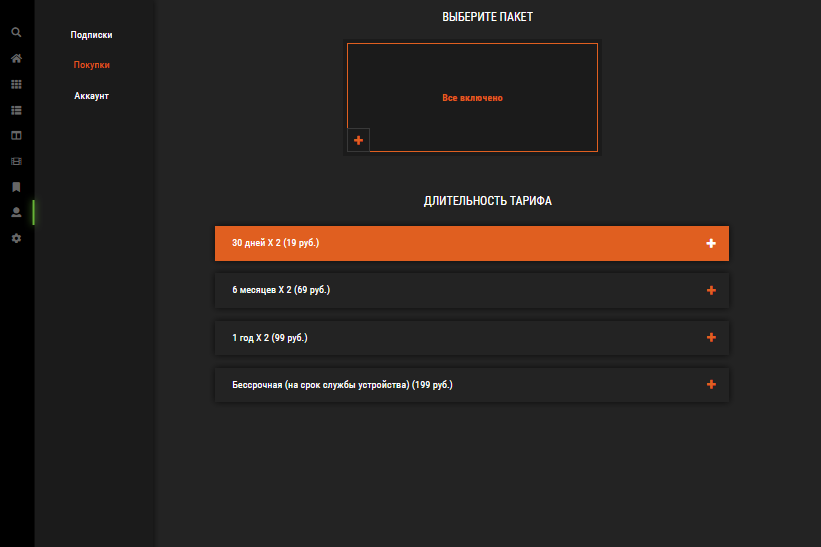 ВЫБЕРИТЕ ПАКЕТ
Подписки
Покупки
Аккаунт
Все включено
ДЛИТЕЛЬНОСТЬ ТАРИФА
30 дней X 2 (19 руб.)
6 месяцев X 2 (69 руб.)
1 год X 2 (99 руб.)
Бессрочная (на срок службы устройства) (199 руб.)